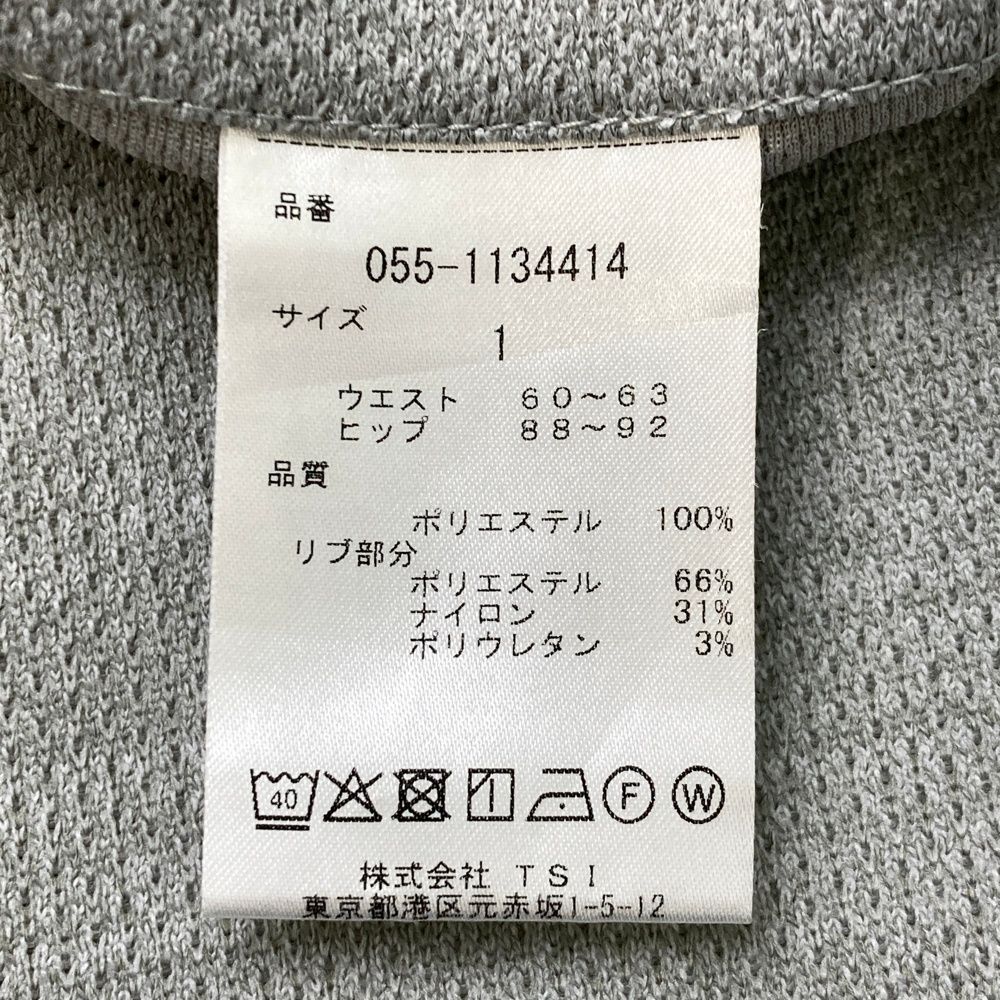 品番
055-1134414
サイズ
1
ウエスト 60～63
ヒップ 88～92
品質
ポリエステル 100%
リブ部分
ポリエステル 66%
ナイロン 31%
ポリウレタン 3%
40 F W
株式会社 TSI
東京都港区元赤坂1-5-12